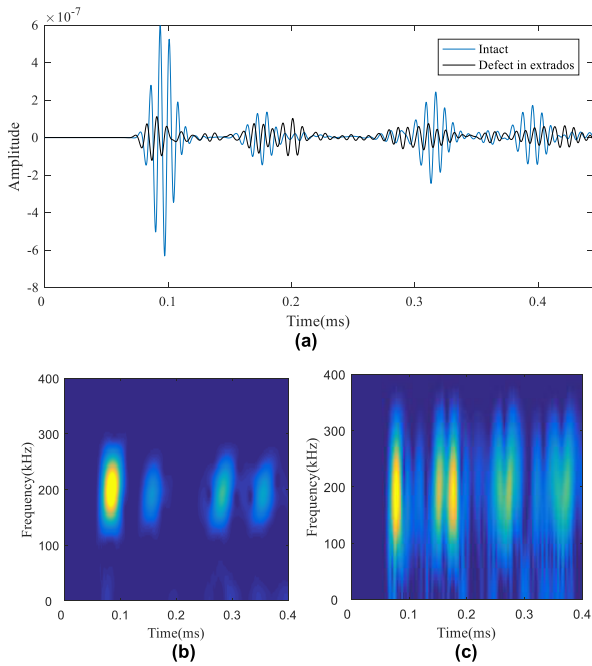 ×10⁻⁷
6
4
2
0
-2
-4
-6
-8
Amplitude
Intact
Defect in extrados
0 0.1 0.2 0.3 0.4
Time(ms)
(a)
400
300
200
100
0
Frequency(kHz)
0 0.1 0.2 0.3 0.4
Time(ms)
(b)
400
300
200
100
0
Frequency(kHz)
0 0.1 0.2 0.3 0.4
Time(ms)
(c)